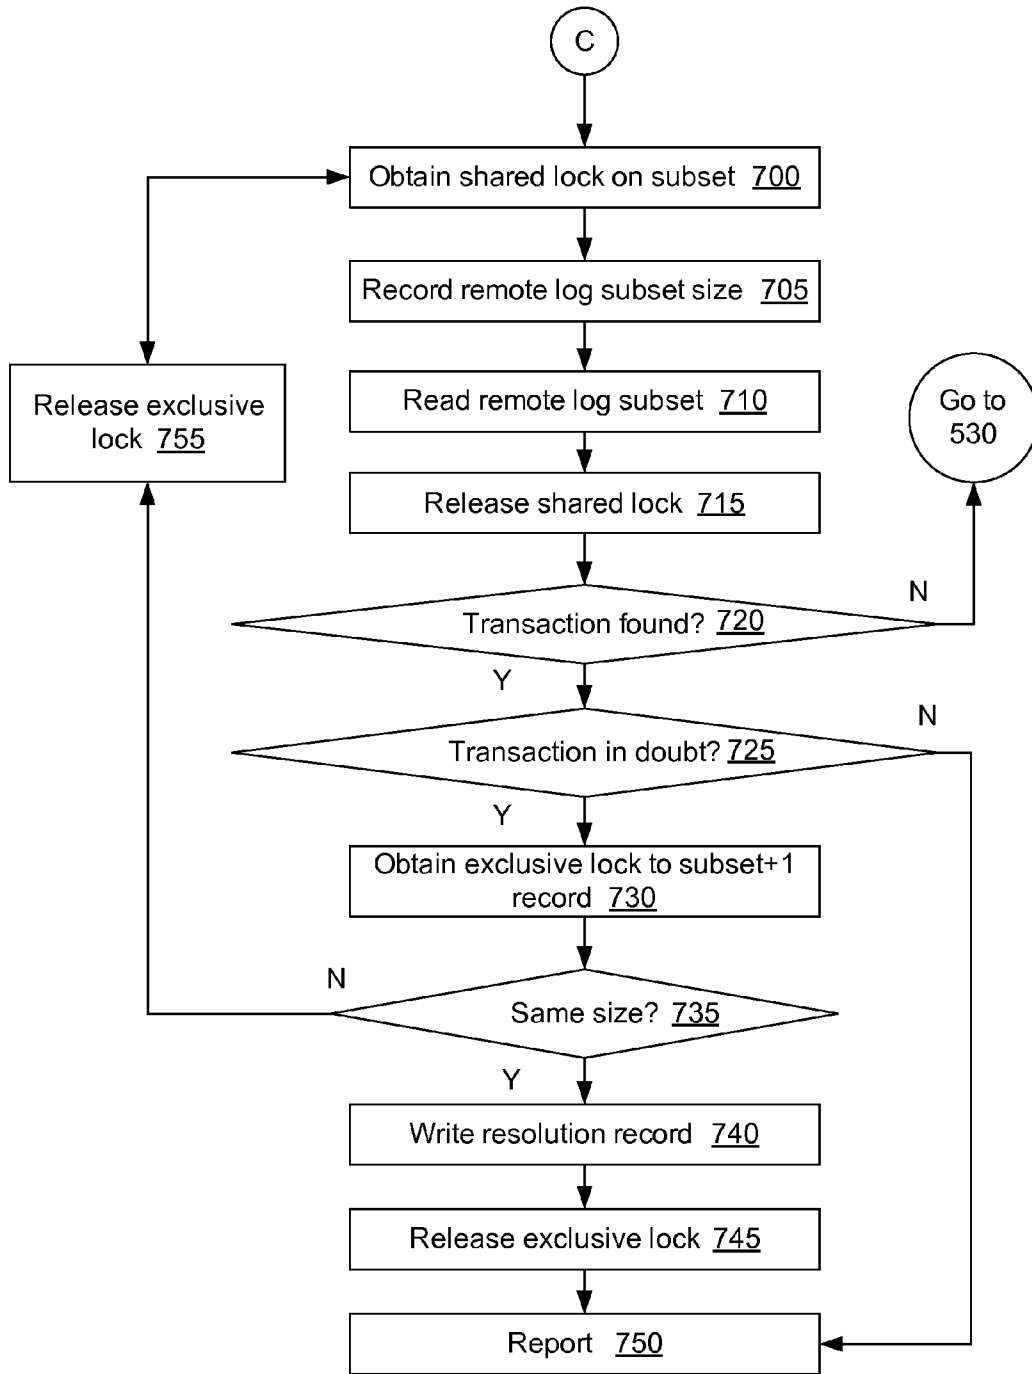 C
Obtain shared lock on subset 700
Record remote log subset size 705
Release exclusive
lock 755
Read remote log subset 710
Go to
530
Release shared lock 715
N
Transaction found? 720
Y
N
Transaction in doubt? 725
Y
Obtain exclusive lock to subset+1
record 730
N
Same size? 735
Y
Write resolution record 740
Release exclusive lock 745
Report 750